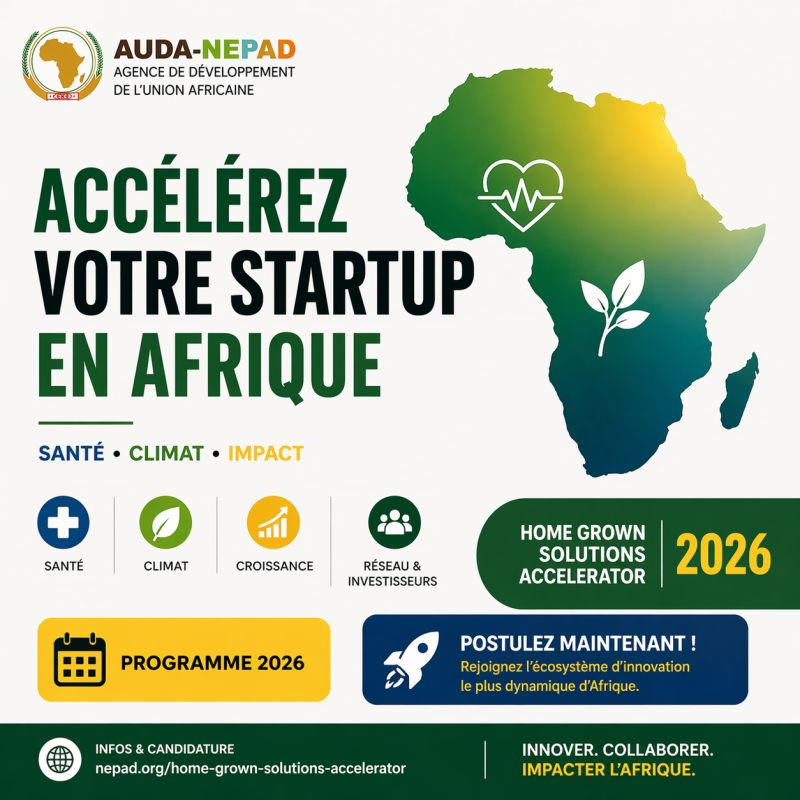 AUDA-NEPAD
AGENCE DE DÉVELOPPEMENT
DE L'UNION AFRICAINE
ACCÉLÉREZ
VOTRE STARTUP
EN AFRIQUE
SANTÉ • CLIMAT • IMPACT
SANTÉ
CLIMAT
CROISSANCE
RÉSEAU &
INVESTISSEURS
HOME GROWN
SOLUTIONS
ACCELERATOR
2026
PROGRAMME 2026
POSTULEZ MAINTENANT !
Rejoignez l'écosystème d'innovation
le plus dynamique d'Afrique.
INFOS & CANDIDATURE
nepad.org/home-grown-solutions-accelerator
INNOVER. COLLABORER.
IMPACTER L'AFRIQUE.